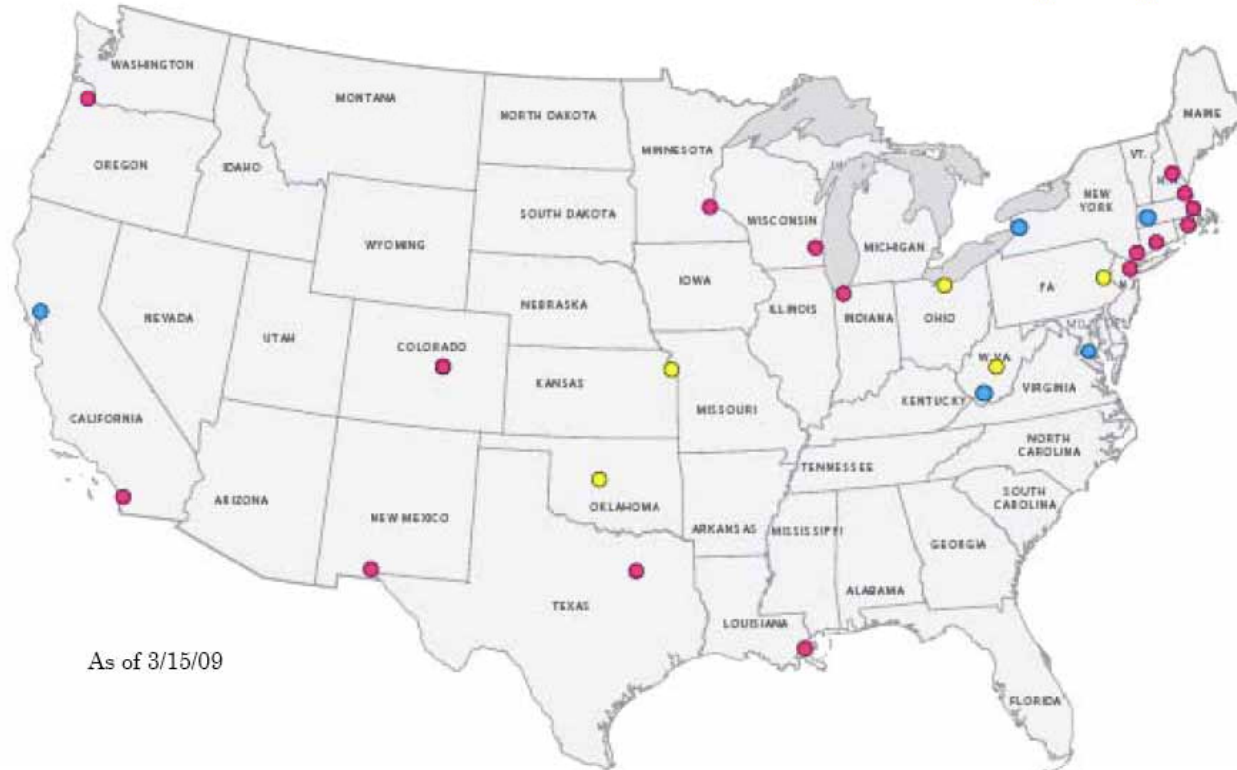 WASHINGTON
MONTANA
NORTH DAKOTA
MINNESOTA
MAINE
VT.
OREGON
IDAHO
SOUTH DAKOTA
WISCONSIN
MICHIGAN
NEW
YORK
WYOMING
IOWA
NEBRASKA
PA
NEVADA
UTAH
COLORADO
ILLINOIS
INDIANA
OHIO
KANSAS
MISSOURI
W.VA
VIRGINIA
KENTUCKY
CALIFORNIA
NORTH
CAROLINA
TENNESSEE
ARIZONA
NEW MEXICO
OKLAHOMA
ARKANSAS
SOUTH
CAROLINA
MISSISSIPPI
GEORGIA
ALABAMA
TEXAS
LOUISIANA
FLORIDA
As of 3/15/09